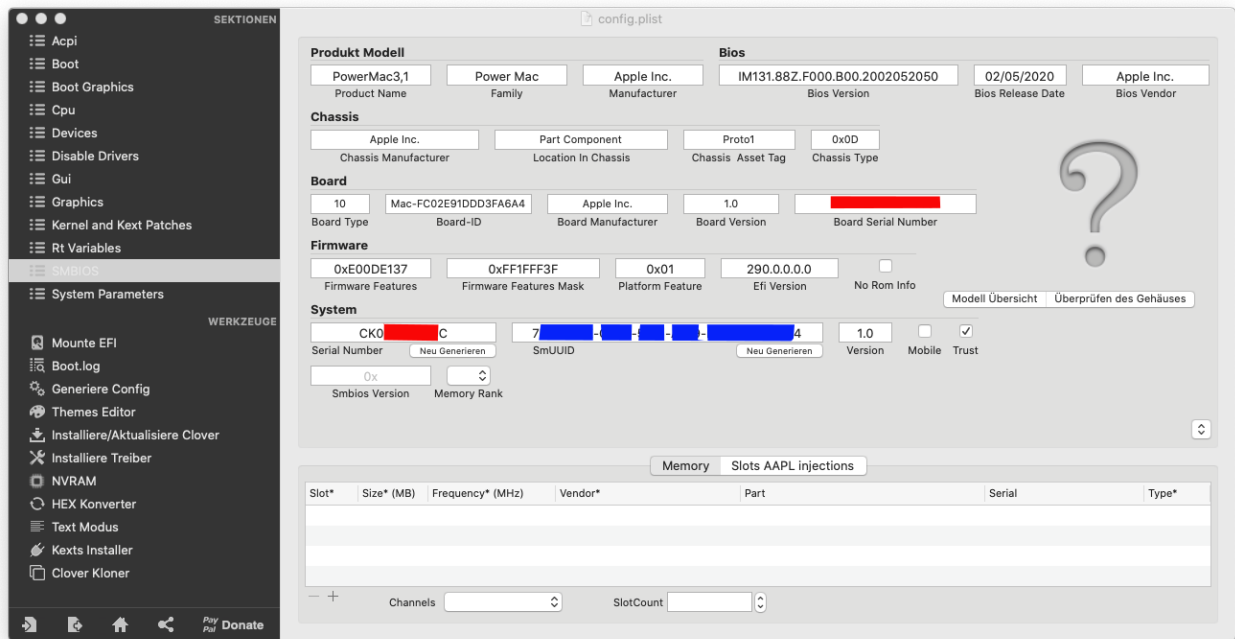 SEKTIONEN
Acpi
Boot
Boot Graphics
Cpu
Devices
Disable Drivers
Gui
Graphics
Kernel and Kext Patches
Rt Variables
SMBIOS
System Parameters
WERKZEUGE
Mounte EFI
Boot.log
Generiere Config
Themes Editor
Installiere/Aktualisiere Clover
Installiere Treiber
NVRAM
HEX Konverter
Text Modus
Kexts Installer
Clover Kloner
Pay Pal Donate
config.plist
Produkt Modell Bios
PowerMac3,1 Power Mac Apple Inc. IM131.88Z.F000.B00.2002052050 02/05/2020 Apple Inc.
Product Name Family Manufacturer Bios Version Bios Release Date Bios Vendor
Chassis
Apple Inc. Part Component Proto1 0x0D
Chassis Manufacturer Location In Chassis Chassis Asset Tag Chassis Type
?
Board
10 Mac-FC02E91DDD3FA6A4 Apple Inc. 1.0
Board Type Board-ID Board Manufacturer Board Version Board Serial Number
Firmware
0xE00DE137 0xFF1FFF3F 0x01 290.0.0.0.0
Firmware Features Firmware Features Mask Platform Feature Efi Version No Rom Info
Modell Übersicht Überprüfen des Gehäuses
System
CK0 C 7 - - - - 4 1.0
Serial Number Neu Generieren SmUUID Neu Generieren Version Mobile Trust
0x
Smbios Version Memory Rank
Memory Slots AAPL injections
Slot* Size* (MB) Frequency* (MHz) Vendor* Part Serial Type*
Channels SlotCount